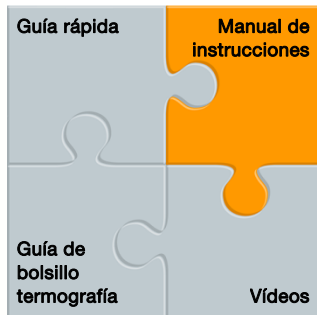 Guía rápida
Manual de
instrucciones
Guía de
bolsillo
termografía
Vídeos